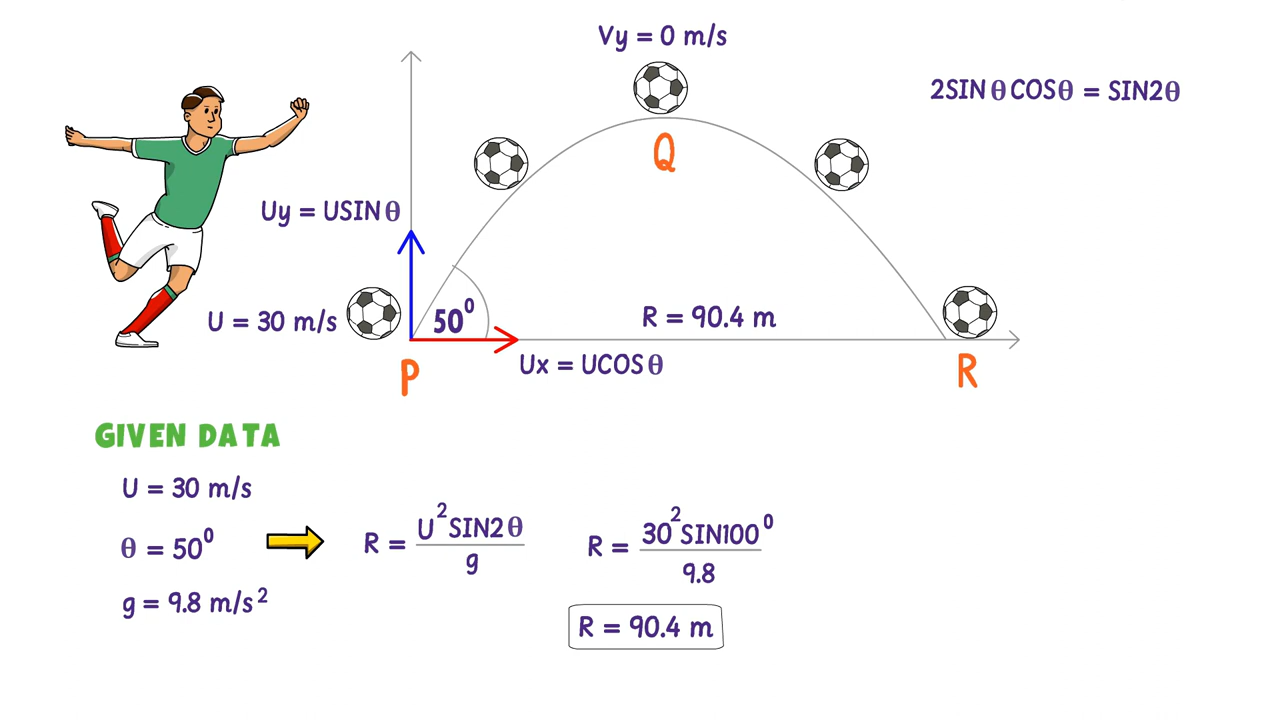 Vy = 0 m/s
2SINθCOSθ = SIN2θ
Q
Uy = USINθ
50⁰
U = 30 m/s
R = 90.4 m
P
Ux = UCOSθ
R
GIVEN DATA
U = 30 m/s
θ = 50⁰
g = 9.8 m/s²
R = U²SIN2θ / g
R = 30²SIN100⁰ / 9.8
R = 90.4 m